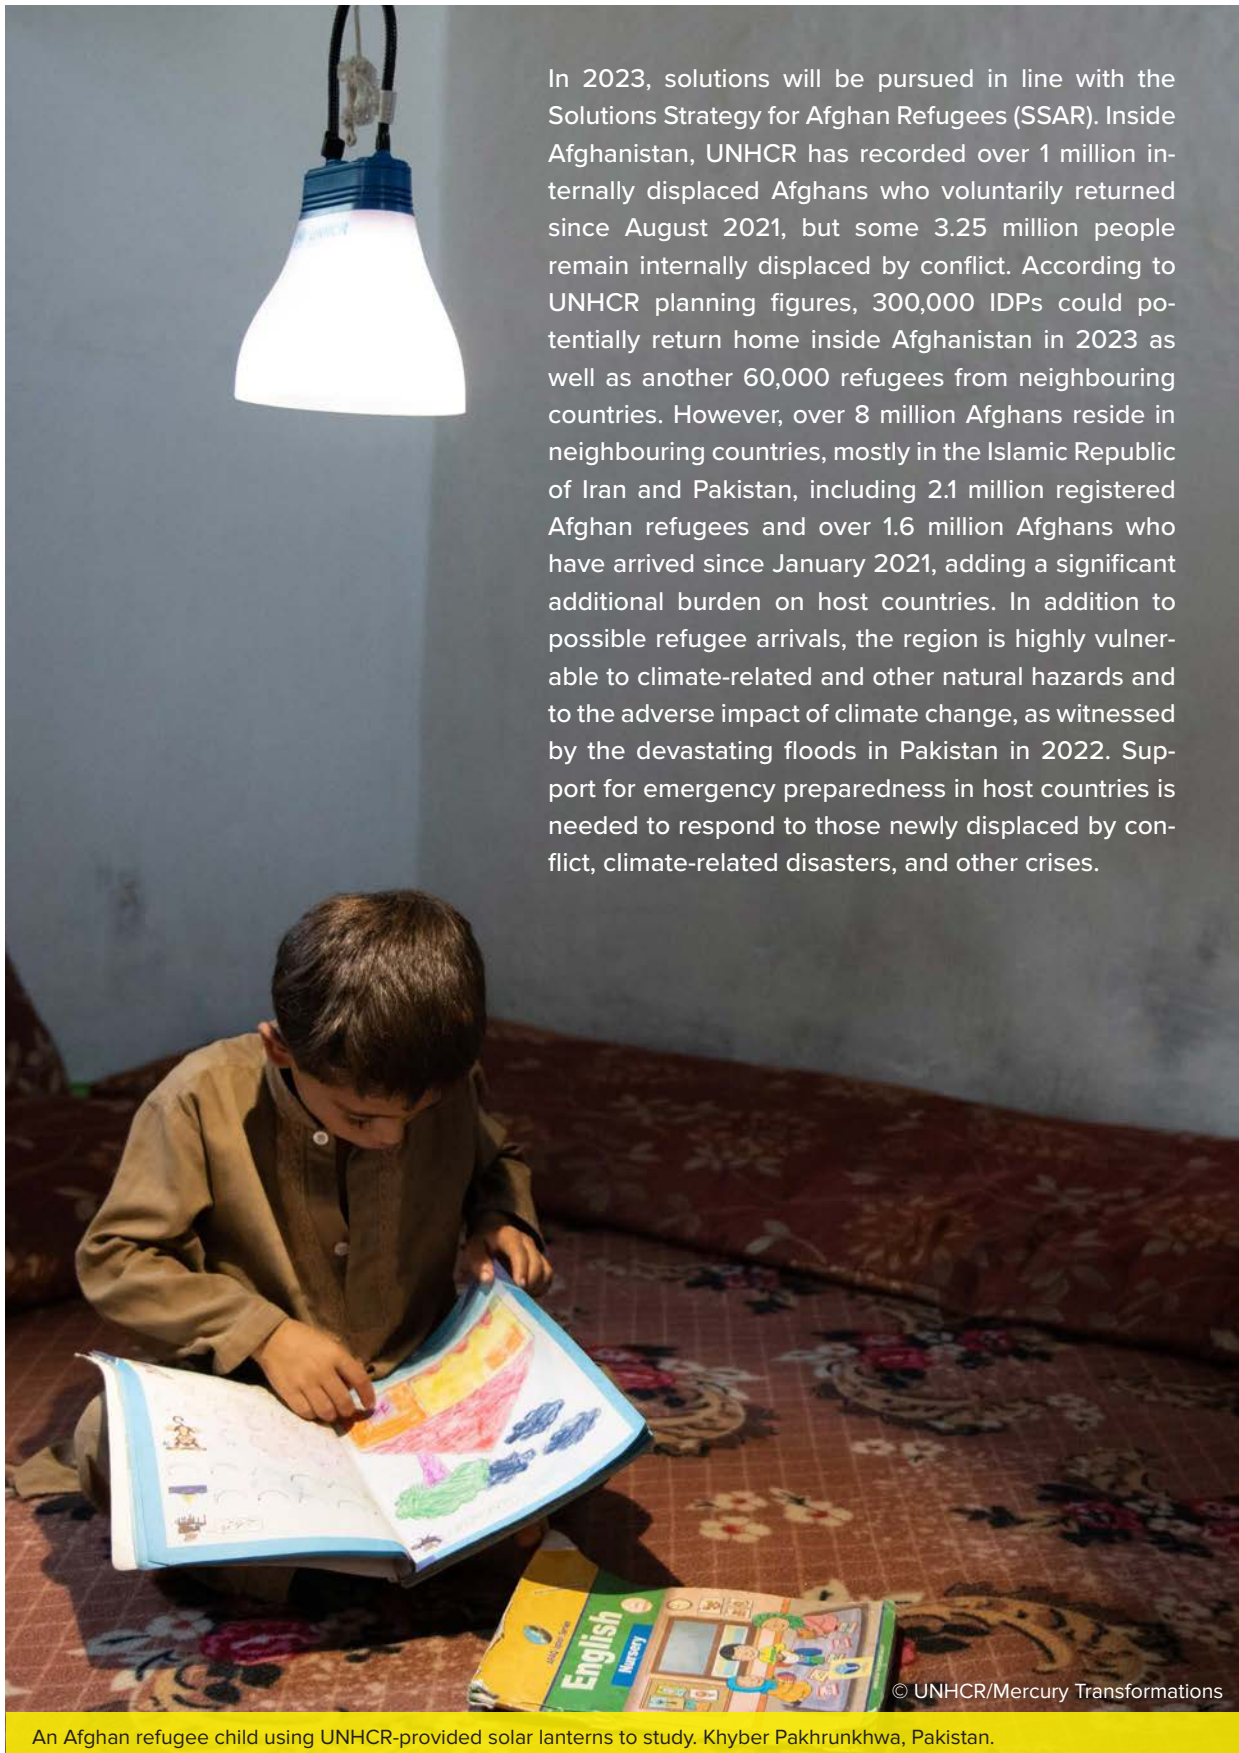 In 2023, solutions will be pursued in line with the
Solutions Strategy for Afghan Refugees (SSAR). Inside
Afghanistan, UNHCR has recorded over 1 million in-
ternally displaced Afghans who voluntarily returned
since August 2021, but some 3.25 million people
remain internally displaced by conflict. According to
UNHCR planning figures, 300,000 IDPs could po-
tentially return home inside Afghanistan in 2023 as
well as another 60,000 refugees from neighbouring
countries. However, over 8 million Afghans reside in
neighbouring countries, mostly in the Islamic Republic
of Iran and Pakistan, including 2.1 million registered
Afghan refugees and over 1.6 million Afghans who
have arrived since January 2021, adding a significant
additional burden on host countries. In addition to
possible refugee arrivals, the region is highly vulner-
able to climate-related and other natural hazards and
to the adverse impact of climate change, as witnessed
by the devastating floods in Pakistan in 2022. Sup-
port for emergency preparedness in host countries is
needed to respond to those newly displaced by con-
flict, climate-related disasters, and other crises.
UNHCR
English
Nursery
© UNHCR/Mercury Transformations
An Afghan refugee child using UNHCR-provided solar lanterns to study. Khyber Pakhrunkhwa, Pakistan.